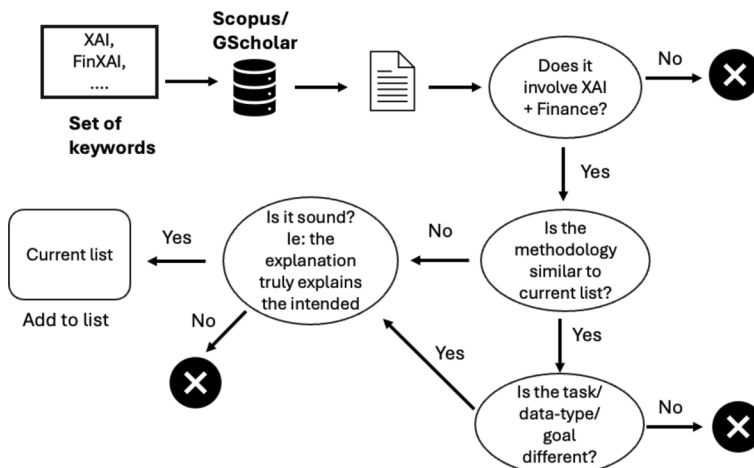 XAI,
FinXAI,
....
Set of
keywords
Scopus/
GScholar
Does it
involve XAI
+ Finance?
No
Yes
Is the
methodology
similar to
current list?
No
Is it sound?
Ie: the
explanation
truly explains
the intended
Yes
Current list
Add to list
No
Yes
Is the task/
data-type/
goal
different?
Yes
No